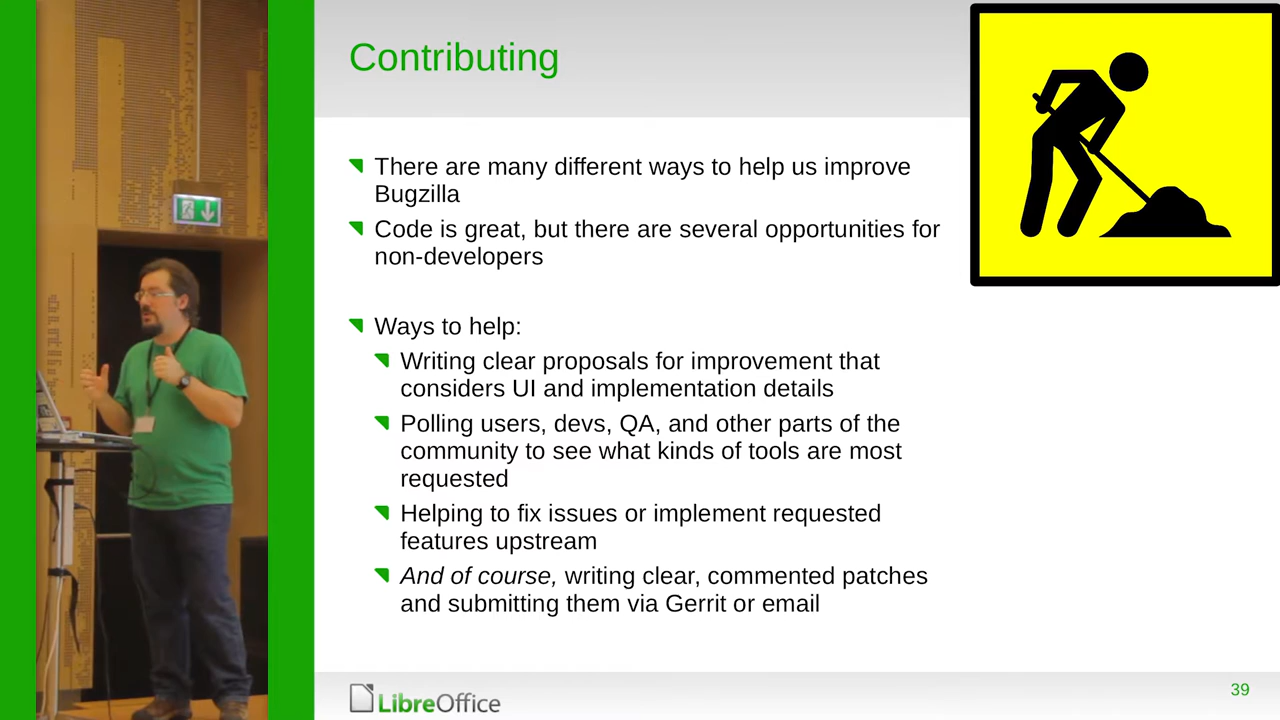 Contributing
There are many different ways to help us improve
Bugzilla
Code is great, but there are several opportunities for
non-developers
Ways to help:
Writing clear proposals for improvement that
considers UI and implementation details
Polling users, devs, QA, and other parts of the
community to see what kinds of tools are most
requested
Helping to fix issues or implement requested
features upstream
And of course, writing clear, commented patches
and submitting them via Gerrit or email
LibreOffice
39